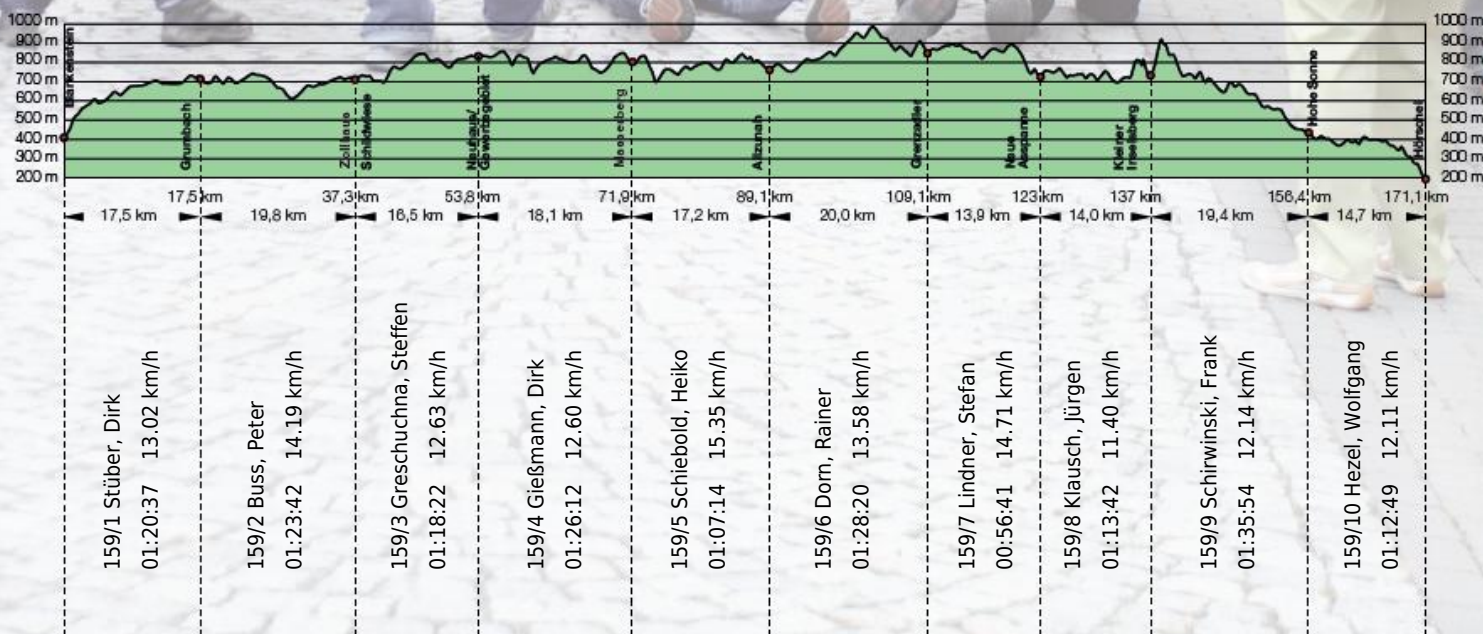 1000 m
900 m
800 m
700 m
600 m
500 m
400 m
300 m
200 m
1000 m
900 m
800 m
700 m
600 m
500 m
400 m
300 m
200 m
Blankenstein
Grumbach
Zollhaus
Schildwiese
Neuhaus/
Masserberg
Allzunah
Grenzadler
Neue
Ausspanne
Kleiner
Inselsberg
Hohe Sonne
Hörschel
17,5 km
37,3 km
53,8 km
71,9 km
89,1 km
109,1 km
123 km
137 km
156,4 km
171,1 km
17,5 km
19,8 km
16,5 km
18,1 km
17,2 km
20,0 km
13,9 km
14,0 km
19,4 km
14,7 km
159/1 Stüber, Dirk
01:20:37 13.02 km/h
159/2 Buss, Peter
01:23:42 14.19 km/h
159/3 Greschuchna, Steffen
01:18:22 12.63 km/h
159/4 Gießmann, Dirk
01:26:12 12.60 km/h
159/5 Schiebold, Heiko
01:07:14 15.35 km/h
159/6 Dorn, Rainer
01:28:20 13.58 km/h
159/7 Lindner, Stefan
00:56:41 14.71 km/h
159/8 Klausch, Jürgen
01:13:42 11.40 km/h
159/9 Schirwinski, Frank
01:35:54 12.14 km/h
159/10 Hezel, Wolfgang
01:12:49 12.11 km/h